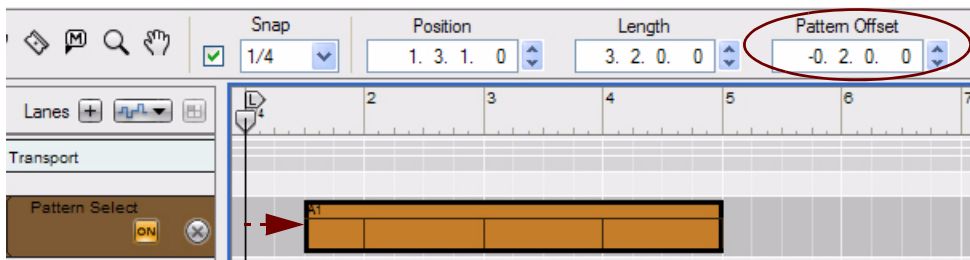 Snap Position Length Pattern Offset
M 1/4 1. 3. 1. 0 3. 2. 0. 0 -0. 2. 0. 0
Lanes L 4 2 3 4 5 6 7
Transport
Pattern Select A1
ON